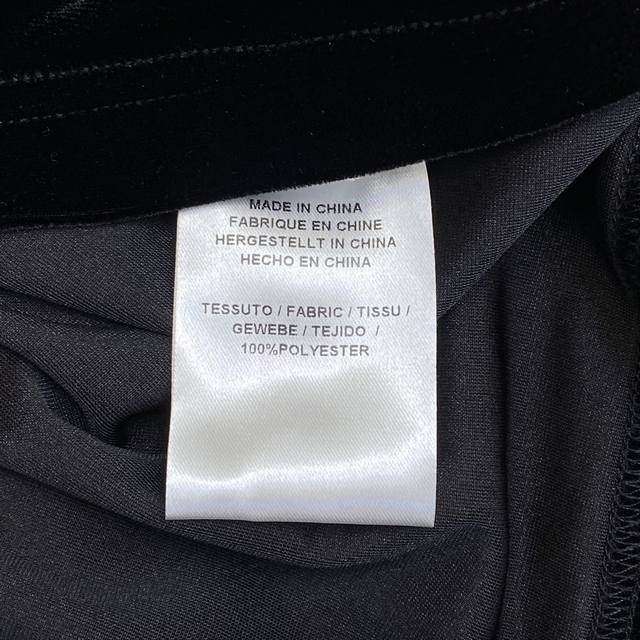 MADE IN CHINA
FABRIQUE EN CHINE
HERGESTELLT IN CHINA
HECHO EN CHINA
TESSUTO / FABRIC / TISSU /
GEWEBE / TEJIDO /
100%POLYESTER